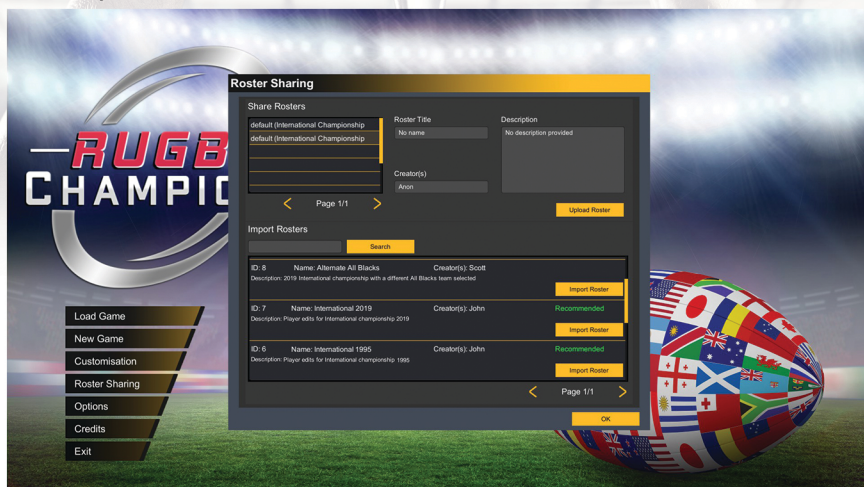 RUGB
CHAMPIO
Load Game
New Game
Customisation
Roster Sharing
Options
Credits
Exit
Roster Sharing
Share Rosters
default (International Championship
default (International Championship
Page 1/1
Roster Title
No name
Creator(s)
Anon
Description
No description provided
Upload Roster
Import Rosters
Search
ID: 8 Name: Alternate All Blacks Creator(s): Scott
Description: 2019 International championship with a different All Blacks team selected
Import Roster
ID: 7 Name: International 2019 Creator(s): John Recommended
Description: Player edits for International championship 2019
Import Roster
ID: 6 Name: International 1995 Creator(s): John Recommended
Description: Player edits for International championship 1995
Import Roster
Page 1/1
OK